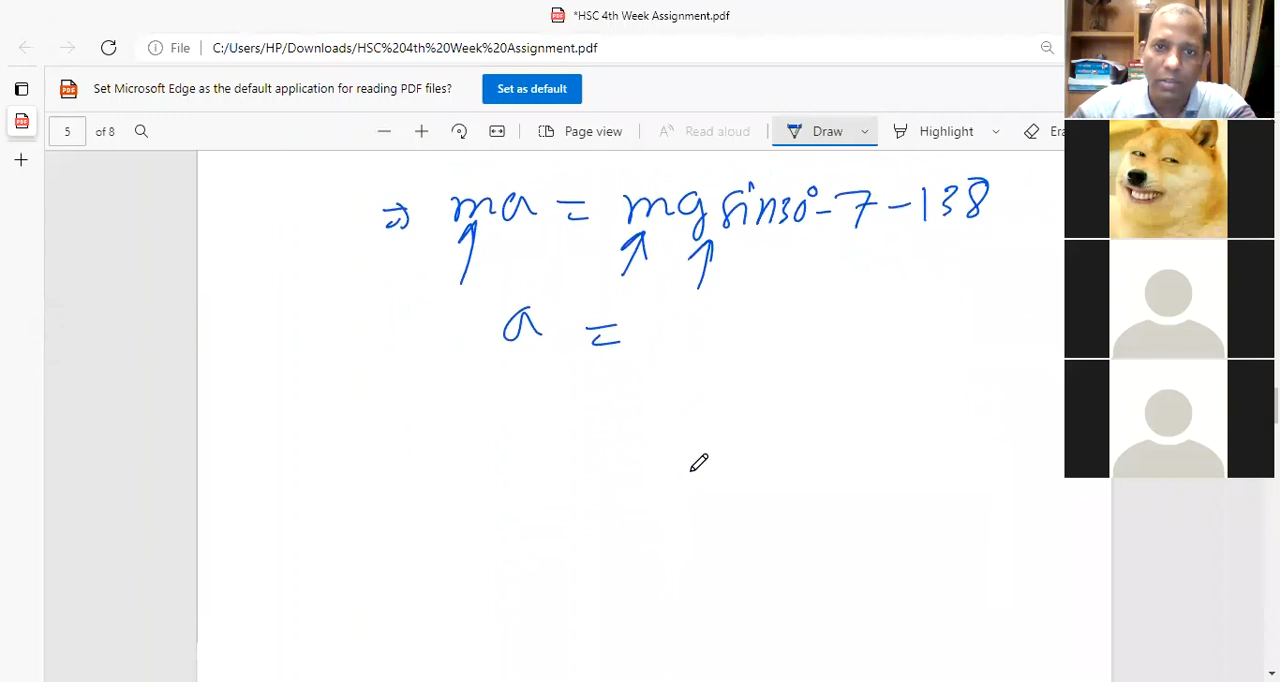 *HSC 4th Week Assignment.pdf
File | C:/Users/HP/Downloads/HSC%204th%20Week%20Assignment.pdf
Set Microsoft Edge as the default application for reading PDF files? Set as default
5 of 8 Page view Read aloud Draw Highlight Era
⇒ ma = mg sin30° - 7 - 138
a =